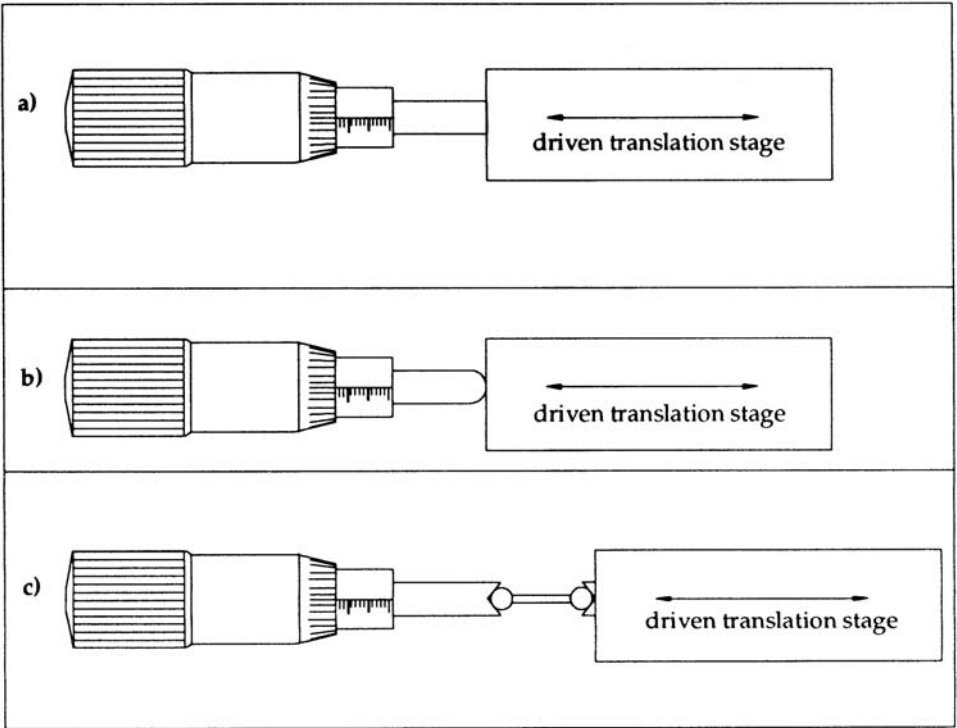 a)
driven translation stage
b)
driven translation stage
c)
driven translation stage